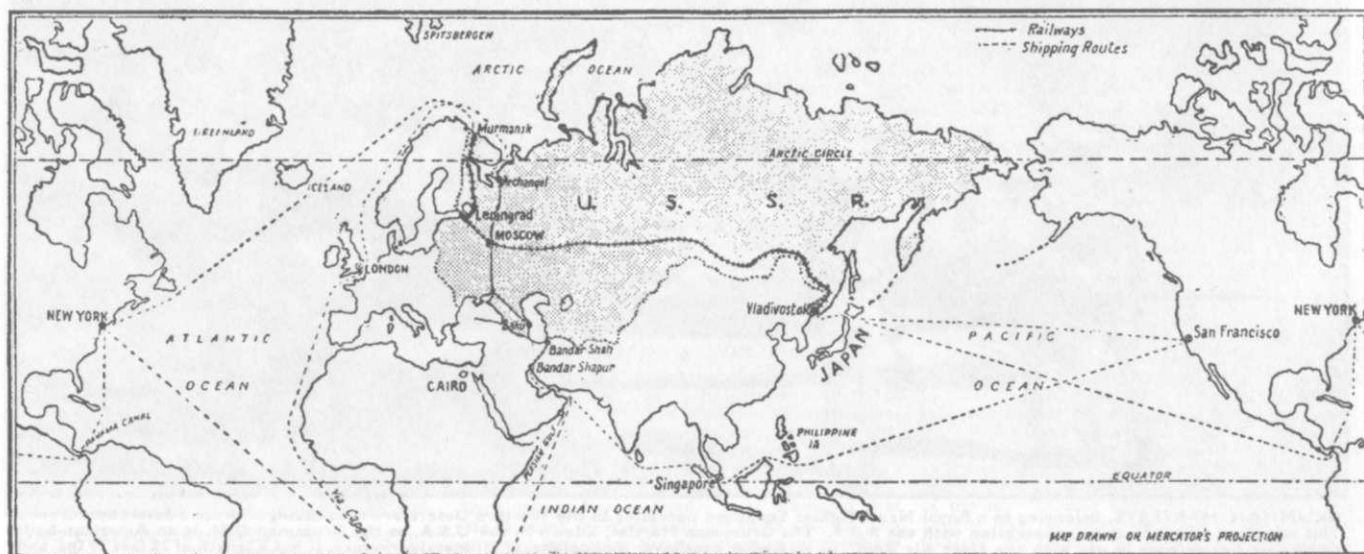 SPITSBERGEN
ARCTIC OCEAN
Railways
Shipping Routes
GREENLAND
Murmansk
ARCTIC CIRCLE
ICELAND
Archangel
U. S. S. R.
Leningrad
MOSCOW
LONDON
NEW YORK
Vladivostok
NEW YORK
ATLANTIC
OCEAN
Baku
JAPAN
PACIFIC
OCEAN
San Francisco
Bandar Shah
Bandar Shapur
CAIRO
PANAMA CANAL
PHILIPPINE
IS
Singapore
EQUATOR
INDIAN OCEAN
Via Cape
MAP DRAWN ON MERCATOR'S PROJECTION